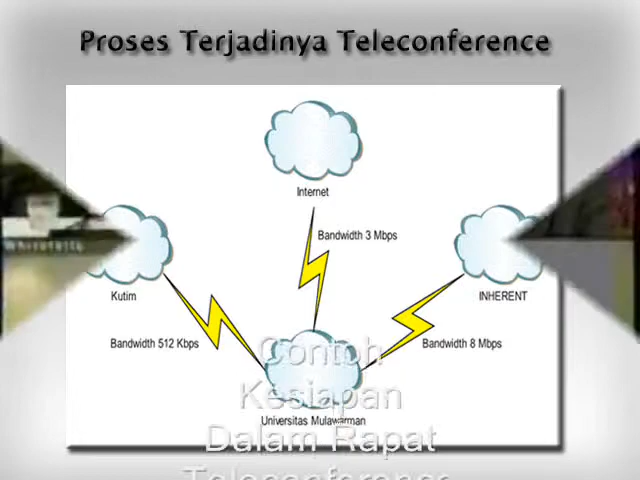 Proses Terjadinya Teleconference
Internet
Bandwidth 3 Mbps
Kutim
INHERENT
Bandwidth 512 Kbps
Bandwidth 8 Mbps
Universitas Mulawarman
Contoh
Kesiapan
Dalam Rapat
Teleconference